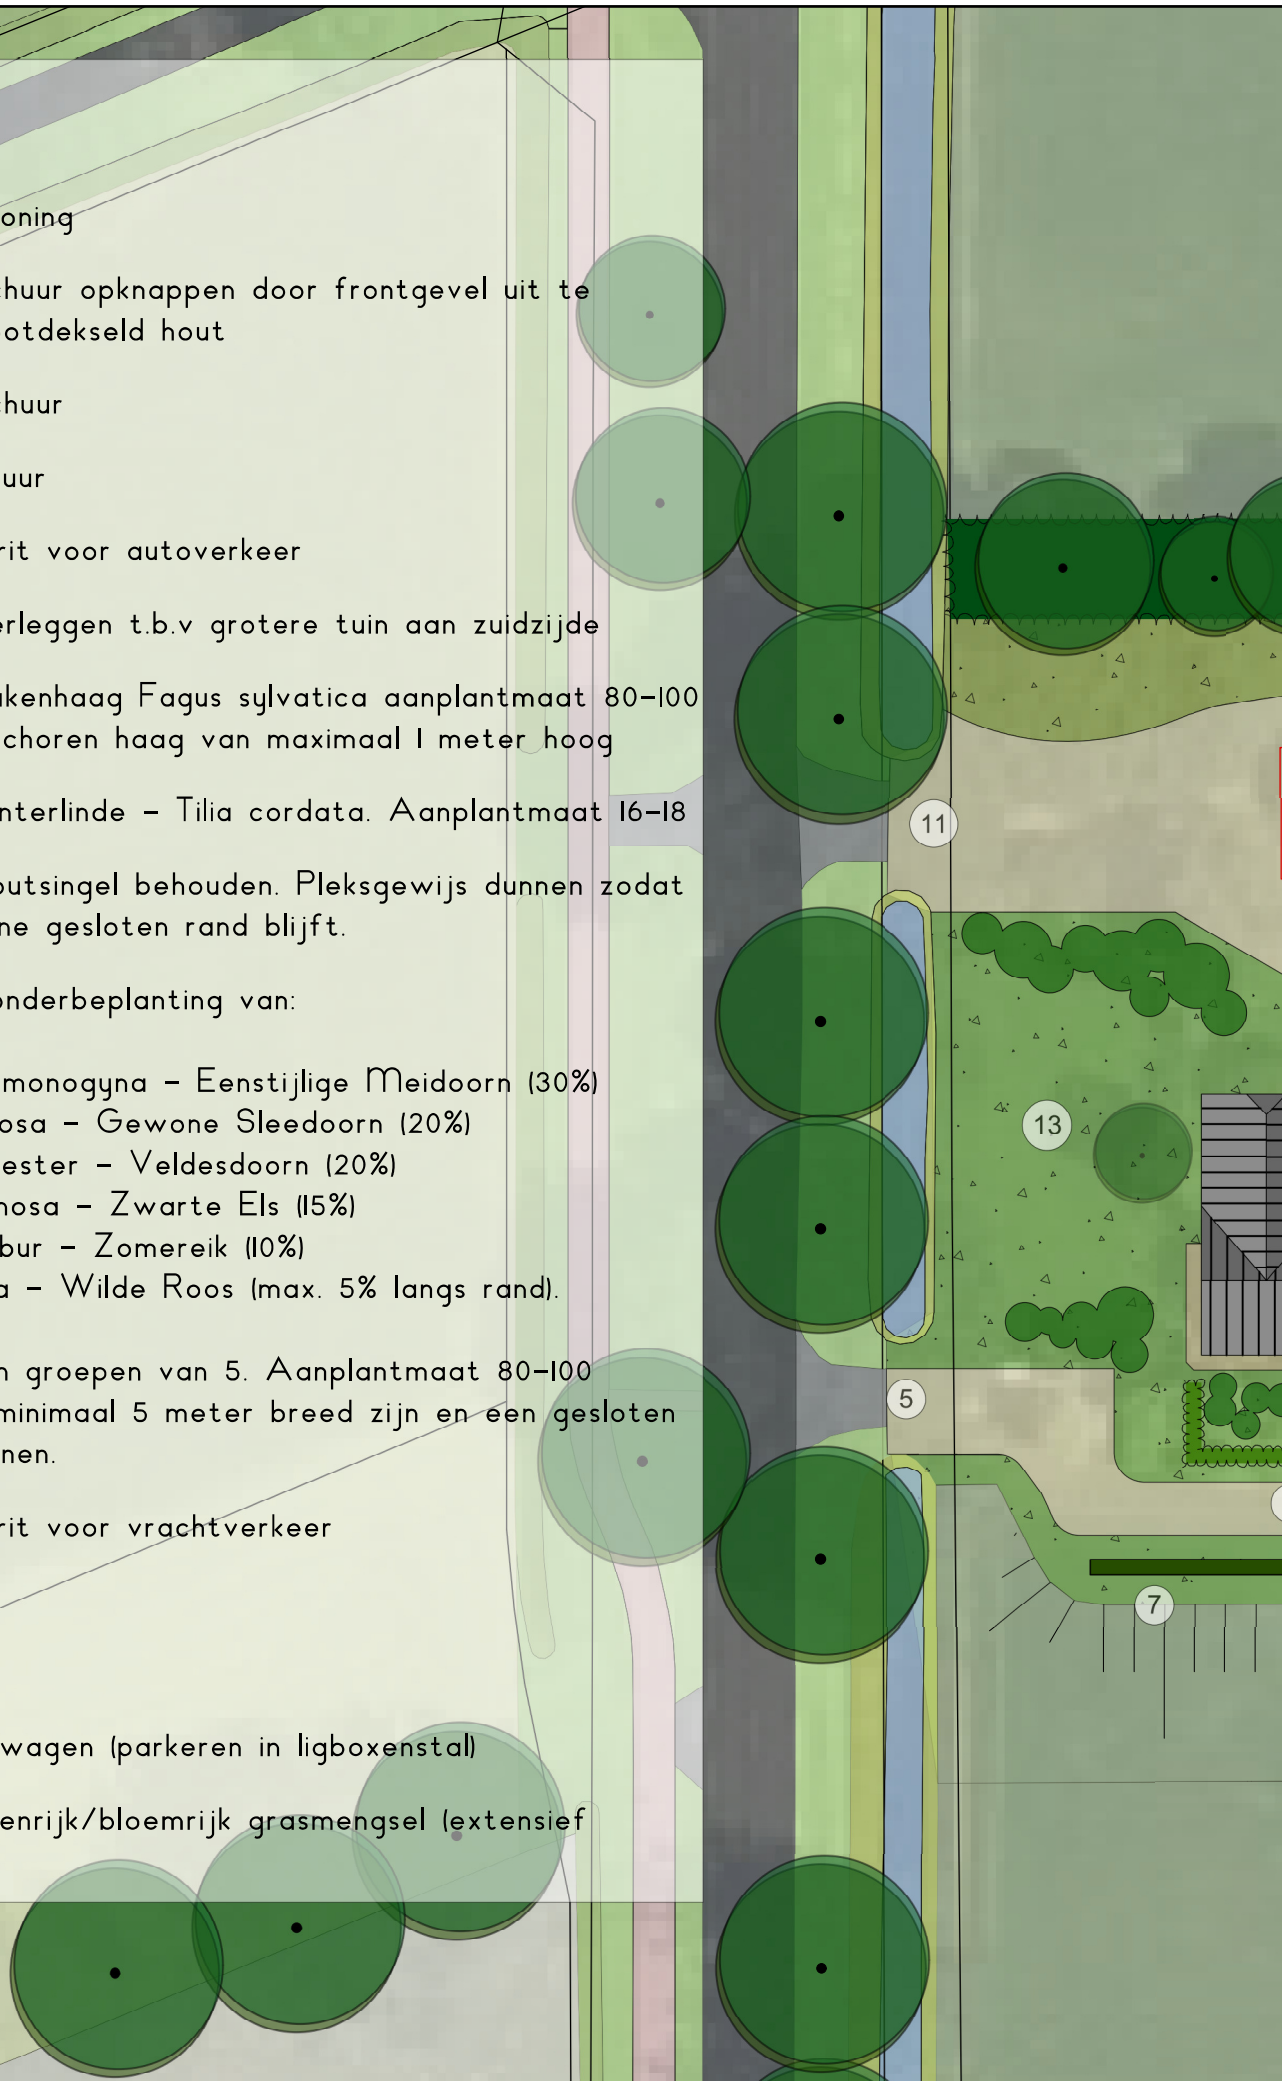 oning
huur opknappen door frontgevel uit te
otdekseld hout
huur
uur
rit voor autoverkeer
erleggen t.b.v grotere tuin aan zuidzijde
kenhaag Fagus sylvatica aanplantmaat 80-100
choren haag van maximaal 1 meter hoog
nterlinde - Tilia cordata. Aanplantmaat 16-18
outsingel behouden. Pleksgewijs dunnen zodat
ne gesloten rand blijft.
onderbeplanting van:
monogyna - Eenstijlige Meidoorn (30%)
osa - Gewone Sleedoorn (20%)
ester - Veldesdoorn (20%)
nosa - Zwarte Els (15%)
bur - Zomereik (10%)
a - Wilde Roos (max. 5% langs rand).
n groepen van 5. Aanplantmaat 80-100
minimaal 5 meter breed zijn en een gesloten
nen.
rit voor vrachtverkeer
wagen (parkeren in ligboxenstal)
enrijk/bloemrijk grasmengsel (extensief
11
13
5
7